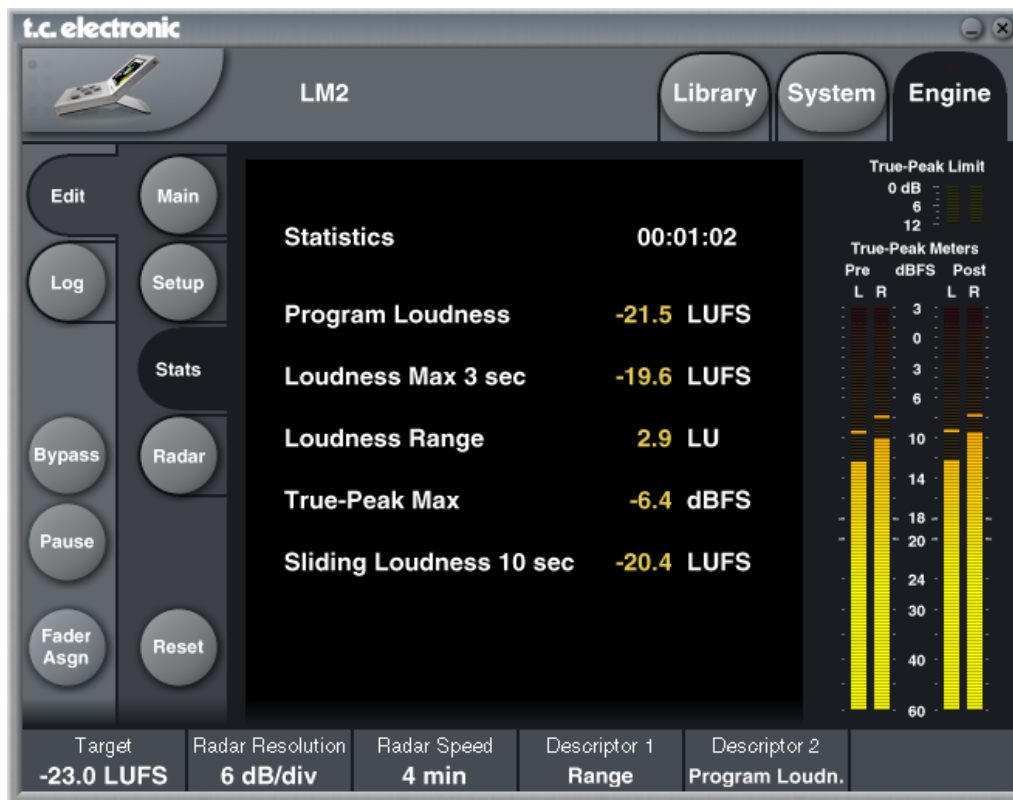 t.c. electronic
LM2
Library
System
Engine
Edit
Log
Bypass
Pause
Fader
Asgn
Main
Setup
Stats
Radar
Reset
Statistics 00:01:02
Program Loudness -21.5 LUFS
Loudness Max 3 sec -19.6 LUFS
Loudness Range 2.9 LU
True-Peak Max -6.4 dBFS
Sliding Loudness 10 sec -20.4 LUFS
True-Peak Limit
0 dB
6
12
True-Peak Meters
Pre dBFS Post
L R L R
3
0
3
6
10
14
18
20
24
30
40
60
Target
-23.0 LUFS
Radar Resolution
6 dB/div
Radar Speed
4 min
Descriptor 1
Range
Descriptor 2
Program Loudn.